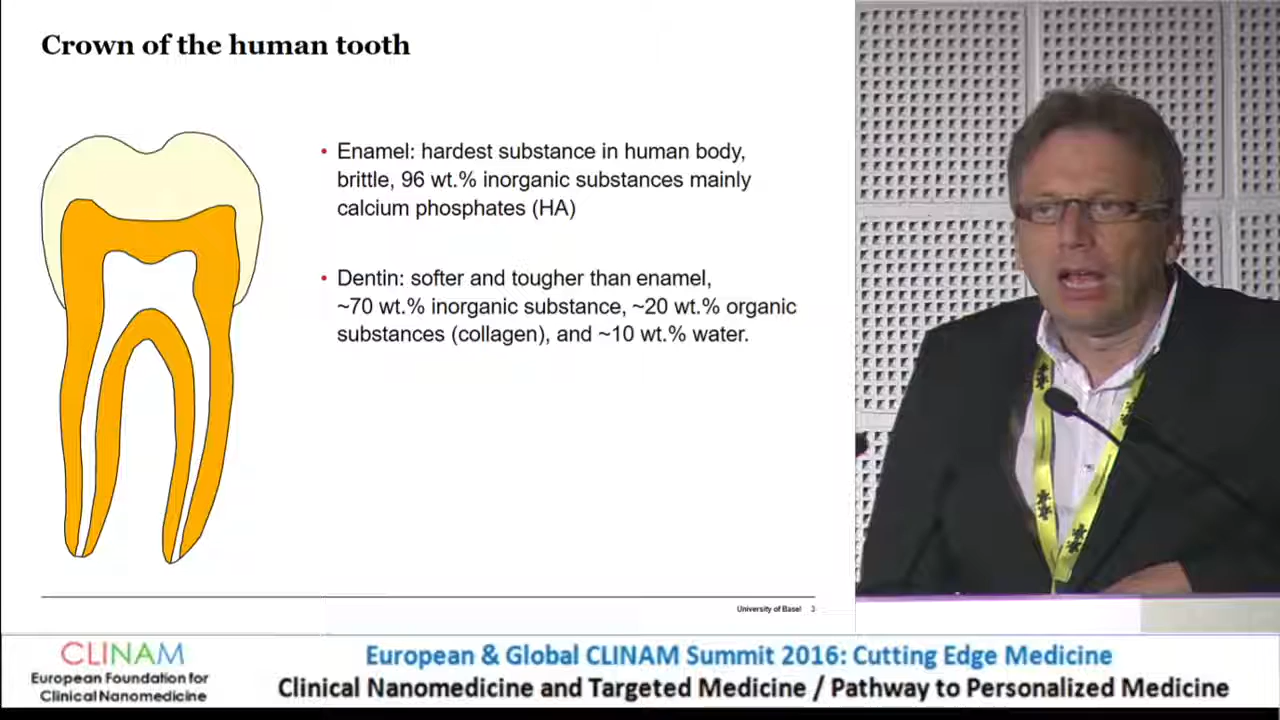 Crown of the human tooth
• Enamel: hardest substance in human body,
brittle, 96 wt.% inorganic substances mainly
calcium phosphates (HA)
• Dentin: softer and tougher than enamel,
~70 wt.% inorganic substance, ~20 wt.% organic
substances (collagen), and ~10 wt.% water.
University of Basel 3
CLINAM
European Foundation for
Clinical Nanomedicine
European & Global CLINAM Summit 2016: Cutting Edge Medicine
Clinical Nanomedicine and Targeted Medicine / Pathway to Personalized Medicine